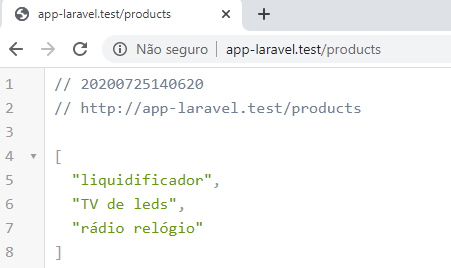 app-laravel.test/products
Não seguro | app-laravel.test/products
1 // 20200725140620
2 // http://app-laravel.test/products
3
4 [
5 "liquidificador",
6 "TV de leds",
7 "rádio relógio"
8 ]